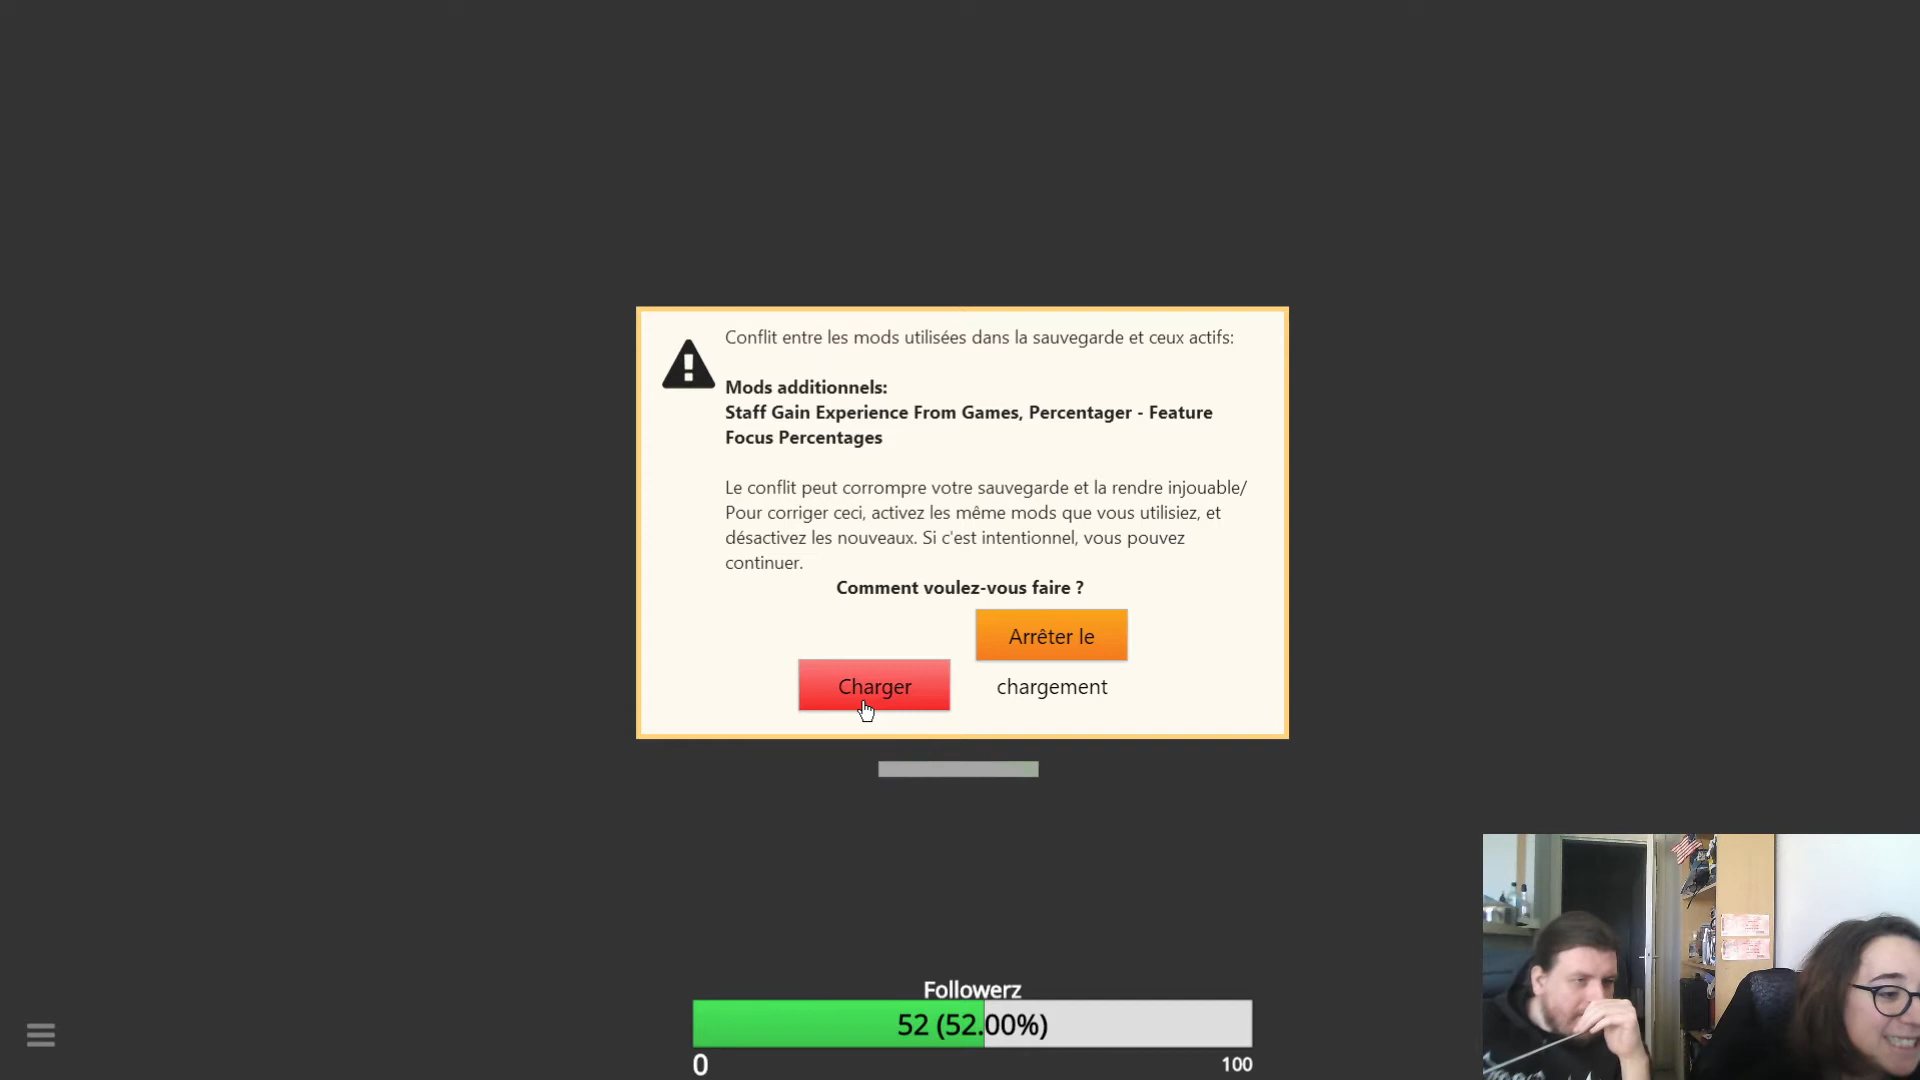 Conflit entre les mods utilisées dans la sauvegarde et ceux actifs:
Mods additionnels:
Staff Gain Experience From Games, Percentager - Feature
Focus Percentages
Le conflit peut corrompre votre sauvegarde et la rendre injouable/
Pour corriger ceci, activez les même mods que vous utilisiez, et
désactivez les nouveaux. Si c'est intentionnel, vous pouvez
continuer.
Comment voulez-vous faire ?
Arrêter le
chargement
Charger
Followerz
52 (52.00%)
0
100